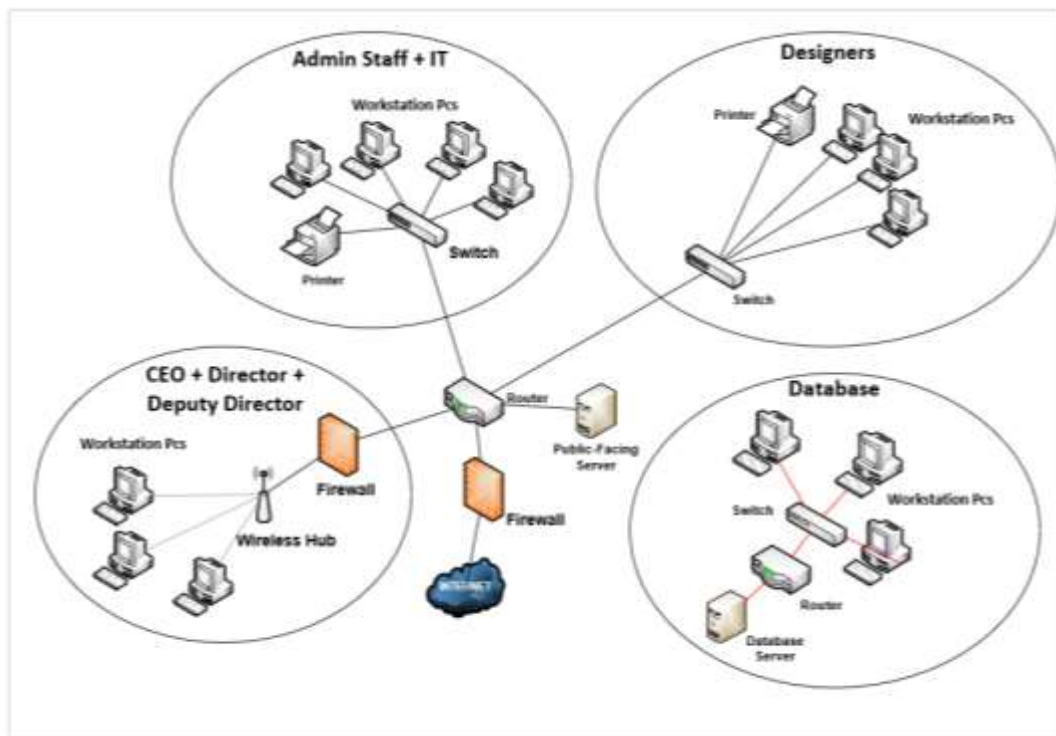 Admin Staff + IT
Workstation Pcs
Switch
Printer
Designers
Printer
Workstation Pcs
Switch
CEO + Director +
Deputy Director
Workstation Pcs
Firewall
Wireless Hub
Router
Public-Facing
Server
Firewall
INTERNET
Database
Workstation Pcs
Switch
Router
Database
Server